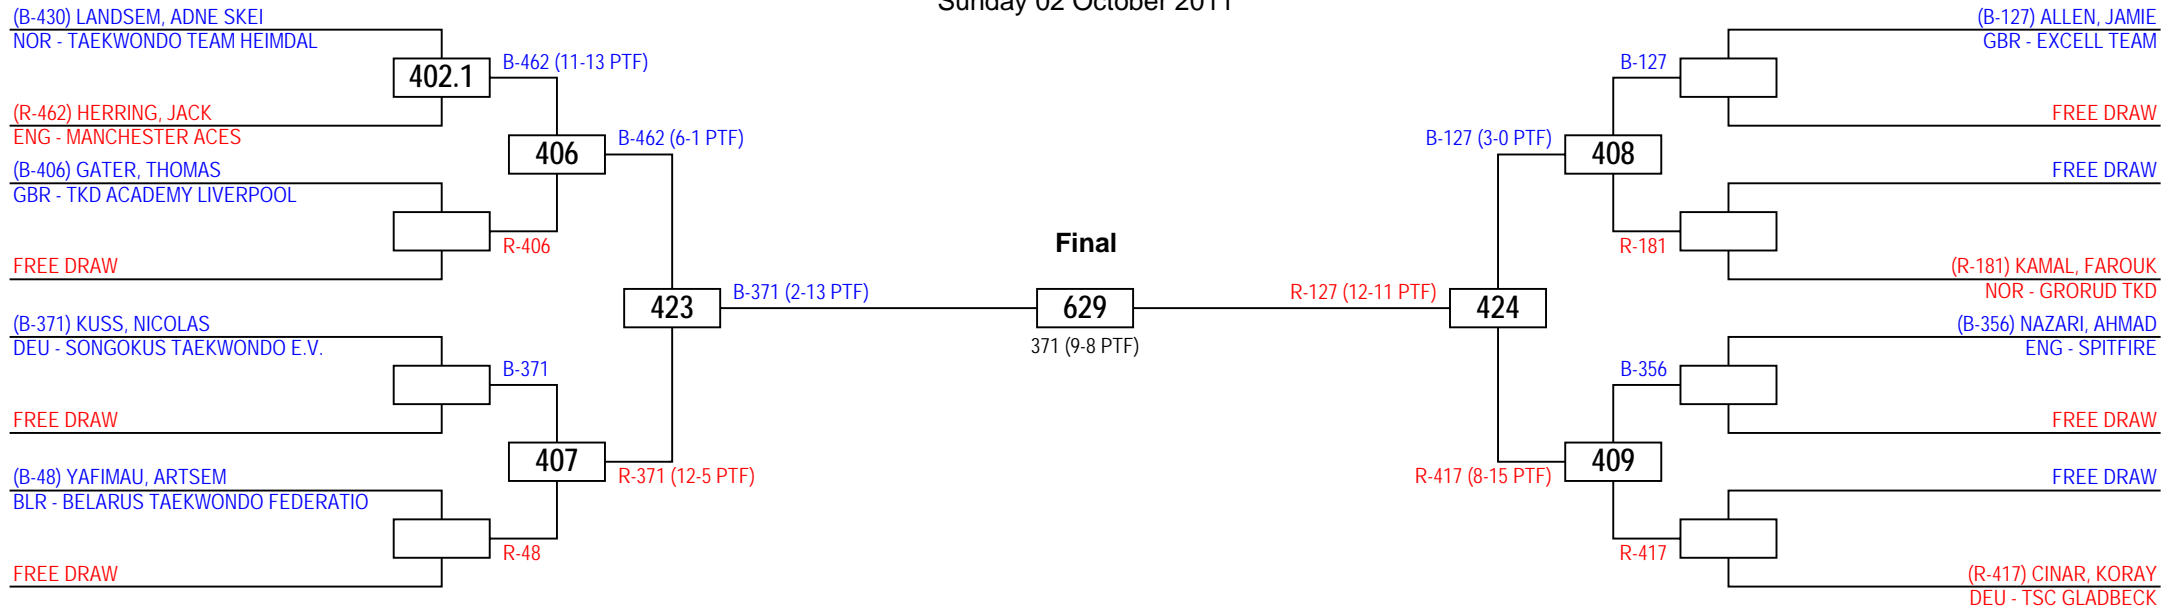 Sunday 02 October 2011
(B-430) LANDSEM, ADNE SKEI
NOR - TAEKWONDO TEAM HEIMDAL
402.1
B-462 (11-13 PTF)
(R-462) HERRING, JACK
ENG - MANCHESTER ACES
406
B-462 (6-1 PTF)
(B-406) GATER, THOMAS
GBR - TKD ACADEMY LIVERPOOL
R-406
FREE DRAW
423
B-371 (2-13 PTF)
(B-371) KUSS, NICOLAS
DEU - SONGOKUS TAEKWONDO E.V.
B-371
FREE DRAW
407
R-371 (12-5 PTF)
(B-48) YAFIMAU, ARTSEM
BLR - BELARUS TAEKWONDO FEDERATIO
R-48
FREE DRAW
Final
629
371 (9-8 PTF)
(B-127) ALLEN, JAMIE
GBR - EXCELL TEAM
B-127
FREE DRAW
B-127 (3-0 PTF)
408
FREE DRAW
R-181
(R-181) KAMAL, FAROUK
NOR - GRORUD TKD
R-127 (12-11 PTF)
424
(B-356) NAZARI, AHMAD
ENG - SPITFIRE
B-356
FREE DRAW
R-417 (8-15 PTF)
409
FREE DRAW
R-417
(R-417) CINAR, KORAY
DEU - TSC GLADBECK